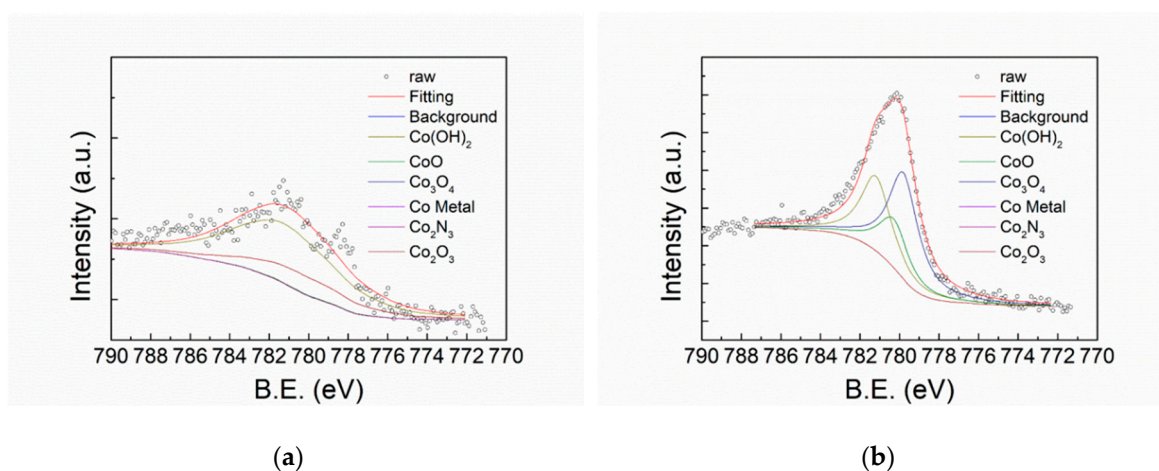 Intensity (a.u.)
raw
Fitting
Background
Co(OH)₂
CoO
Co₃O₄
Co Metal
Co₂N₃
Co₂O₃
790 788 786 784 782 780 778 776 774 772 770
B.E. (eV)
(a)
Intensity (a.u.)
raw
Fitting
Background
Co(OH)₂
CoO
Co₃O₄
Co Metal
Co₂N₃
Co₂O₃
790 788 786 784 782 780 778 776 774 772 770
B.E. (eV)
(b)